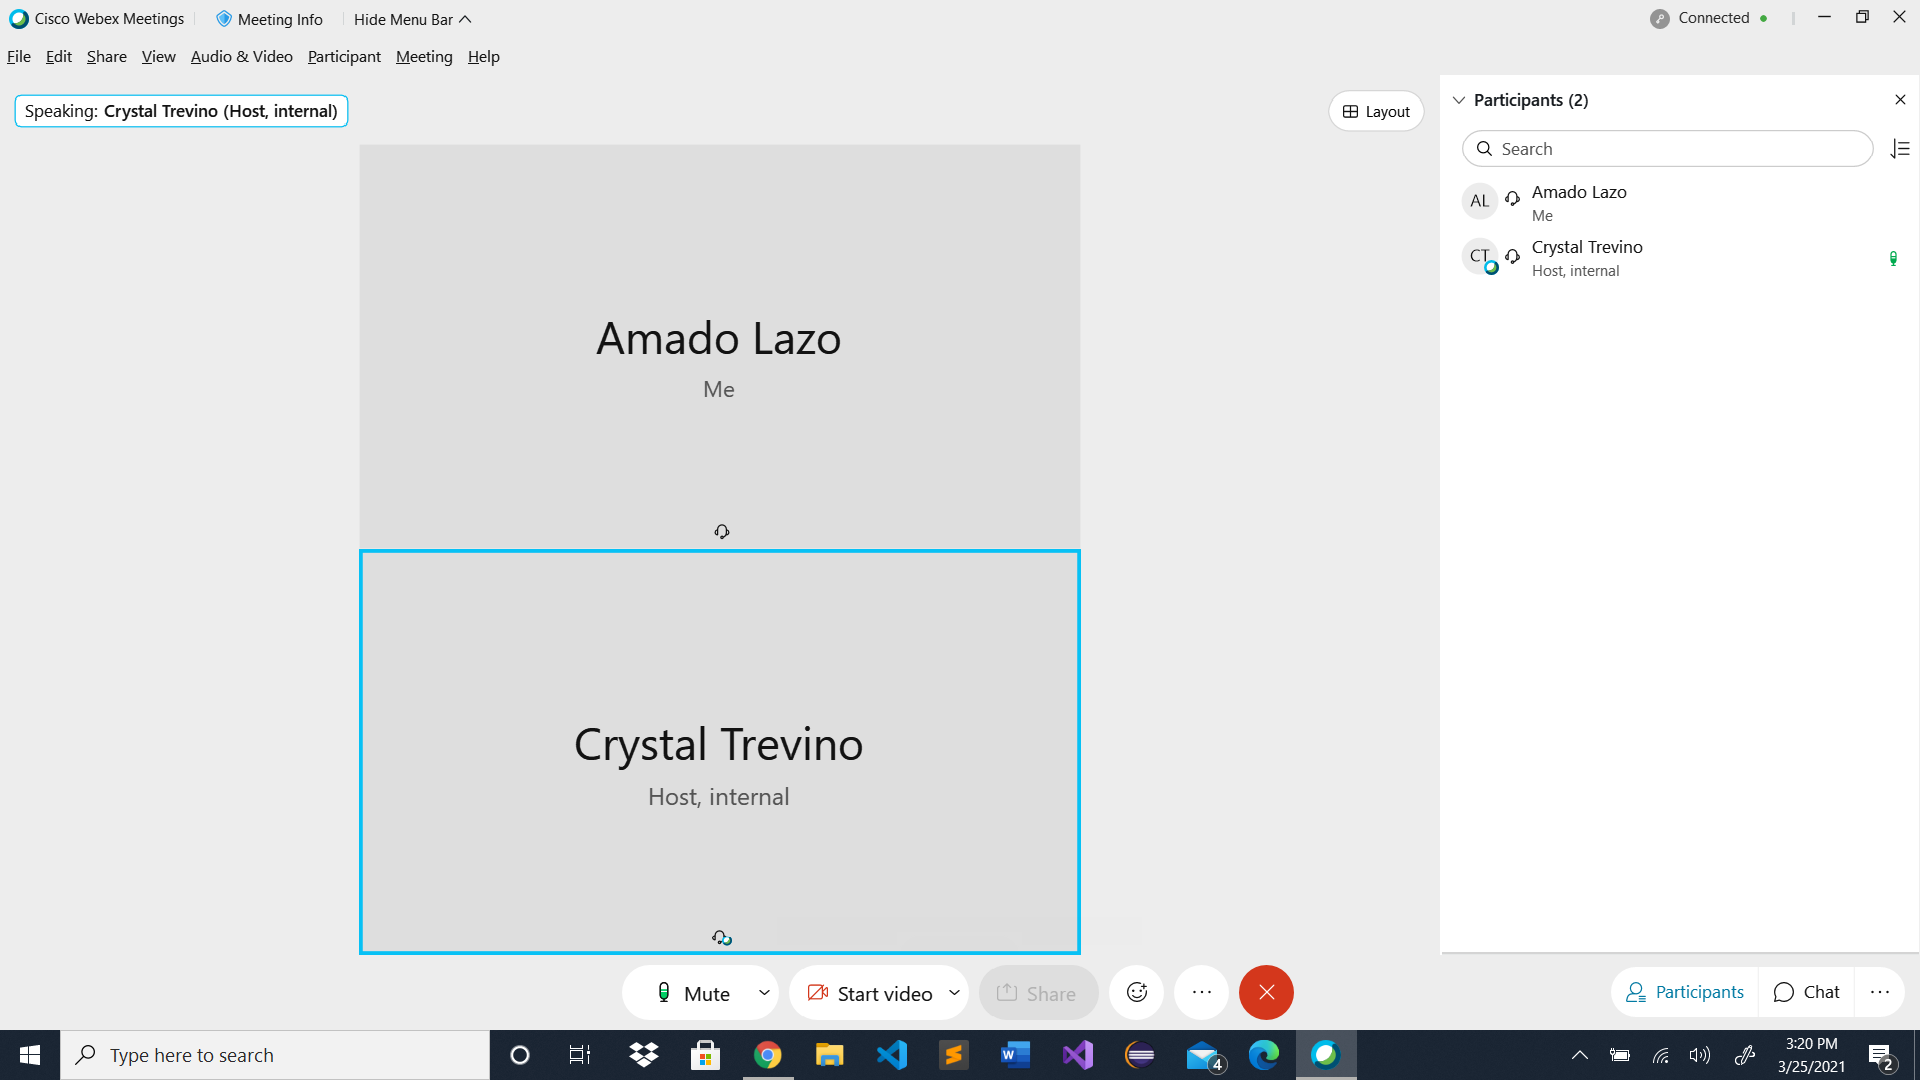 Cisco Webex Meetings
Meeting Info
Hide Menu Bar
Connected
File Edit Share View Audio & Video Participant Meeting Help
Speaking: Crystal Trevino (Host, internal)
Layout
Participants (2)
Search
AL
Amado Lazo
Me
CT
Crystal Trevino
Host, internal
Amado Lazo
Me
Crystal Trevino
Host, internal
Mute
Start video
Share
Participants
Chat
Type here to search
4
3:20 PM
3/25/2021
2